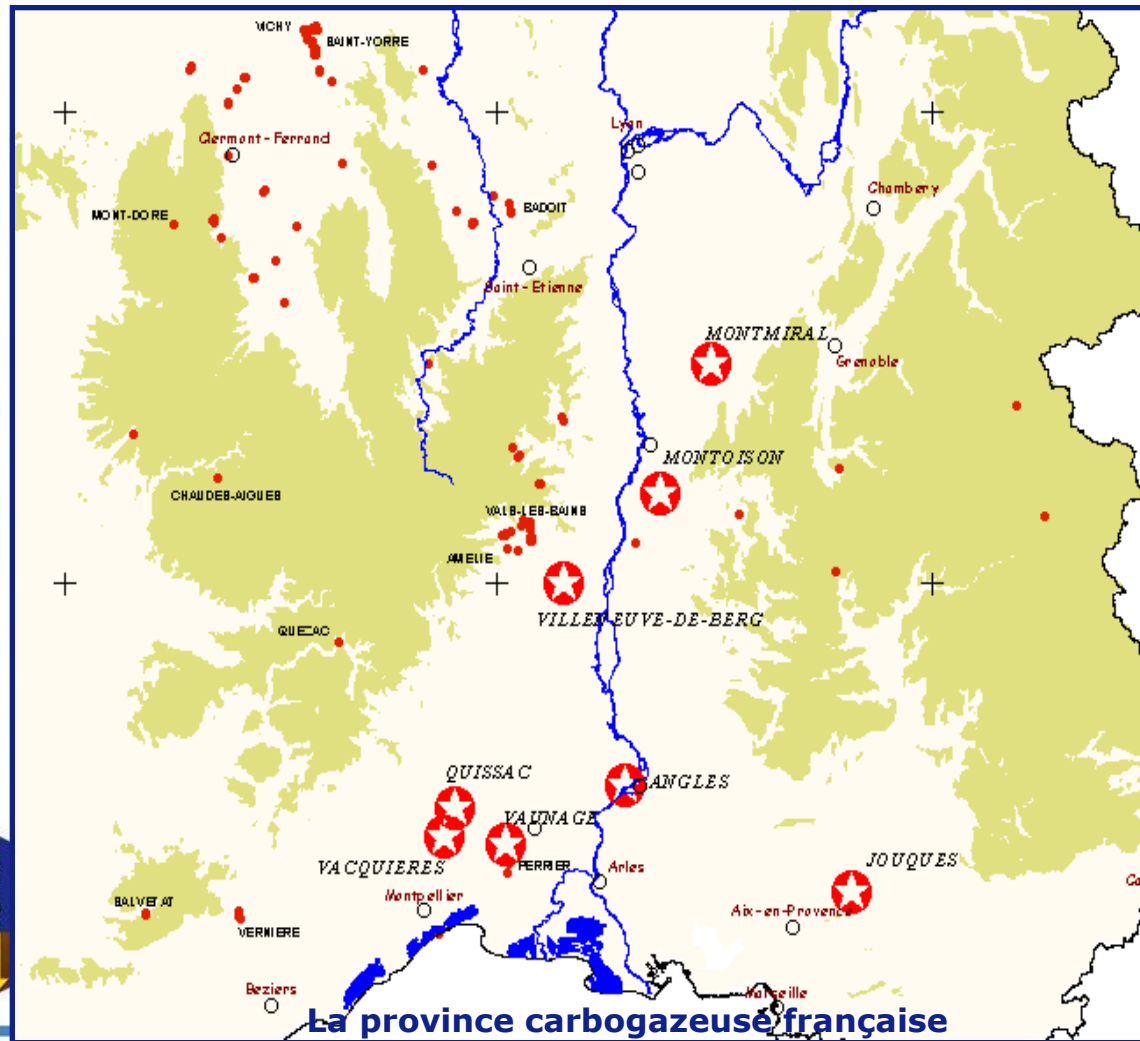 VICHY
SAINT-YORRE
Lyon
Clermont-Ferrand
Chambery
MONT-DORE
BADOIT
Saint-Etienne
MONTMIRAL
Grenoble
MONTOISON
CHAUDES-AIGUES
VALS-LES-BAINS
AMELIE
VILLENEUVE-DE-BERG
QUEZAC
QUISSAC
ANGLES
VAUNAGE
VACQUIERES
PERRIER
JOUQUES
Arles
SALVETAT
Montpellier
Aix-en-Provence
VERNIERE
Beziers
Marseille
La province carbogazeuse française